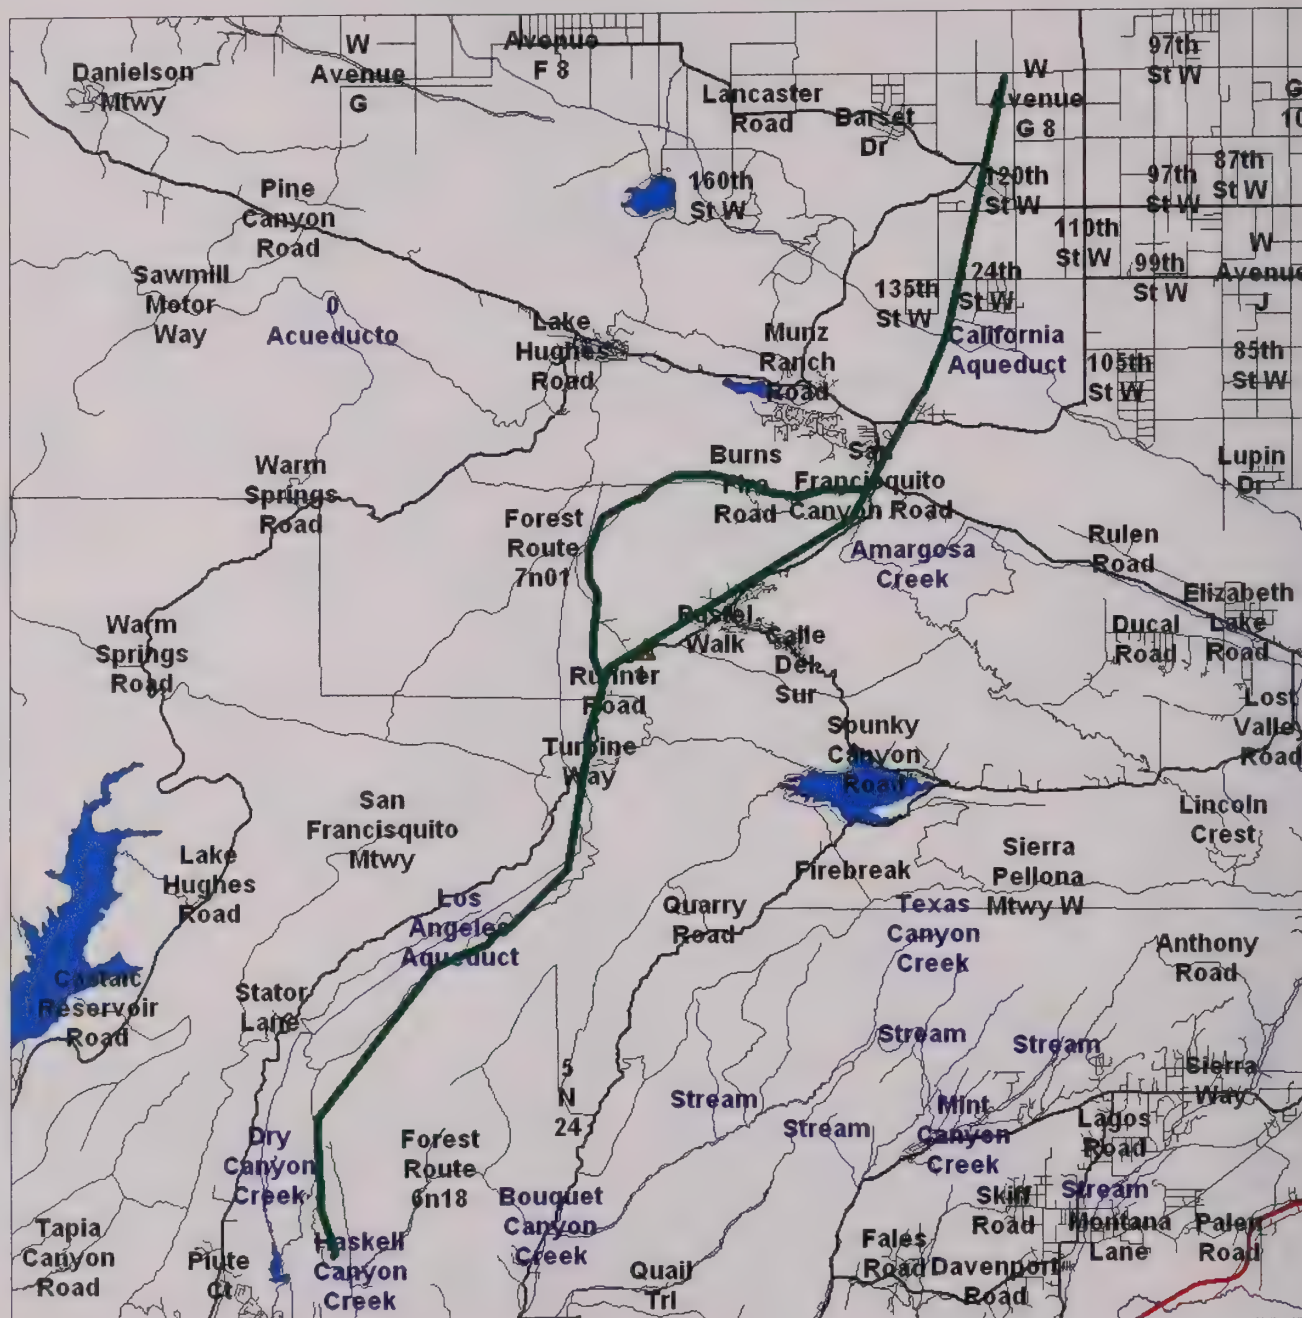 W
Avenue
G
Avenue
F 8
Danielson
Mtwy
Lancaster
Road
Barset
Dr
W
Avenue
G 8
97th
St W
G
10
Pine
Canyon
Road
160th
St W
120th
St W
97th
St W
87th
St W
110th
St W
W
Avenue
J
99th
St W
Sawmill
Motor
Way
0
Acueducto
Lake
Hughes
Road
Munz
Ranch
Road
135th
St W
24th
St W
California
Aqueduct
105th
St W
85th
St W
Warm
Springs
Road
Burns
Fire
Road
San
Francisquito
Canyon Road
Lupin
Dr
Forest
Route
7n01
Amargosa
Creek
Rulen
Road
Elizabeth
Lake
Road
Warm
Springs
Road
Walk
Calle
Del
Sur
Ducal
Road
Runner
Road
Lost
Valley
Road
Turbine
Way
Spunky
Canyon
Road
San
Francisquito
Mtwy
Lincoln
Crest
Lake
Hughes
Road
Firebreak
Sierra
Pellona
Mtwy W
Los
Angeles
Aqueduct
Quarry
Road
Texas
Canyon
Creek
Anthony
Road
Castaic
Reservoir
Road
Stator
Lane
Stream
Stream
5
N
24
Stream
Stream
Mint
Canyon
Creek
Sierra
Way
Lagos
Road
Dry
Canyon
Creek
Forest
Route
6n18
Bouquet
Canyon
Creek
Skiff
Road
Stream
Montana
Lane
Palen
Road
Tapia
Canyon
Road
Piute
Ct
Haskell
Canyon
Creek
Quail
Trl
Fales
Road
Davenport
Road